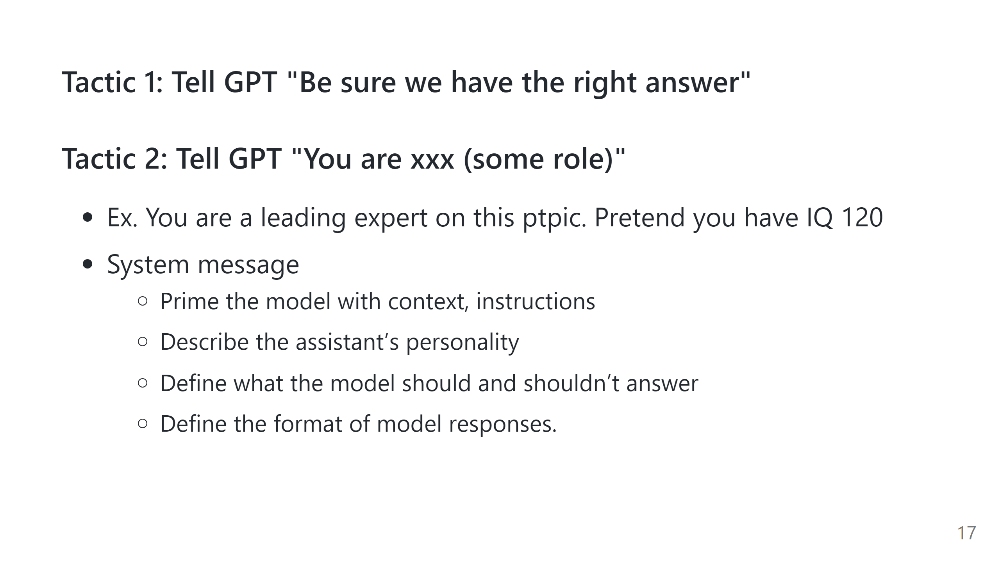 Tactic 1: Tell GPT "Be sure we have the right answer"
Tactic 2: Tell GPT "You are xxx (some role)"
• Ex. You are a leading expert on this ptpic. Pretend you have IQ 120
• System message
○ Prime the model with context, instructions
○ Describe the assistant’s personality
○ Define what the model should and shouldn’t answer
○ Define the format of model responses.
17